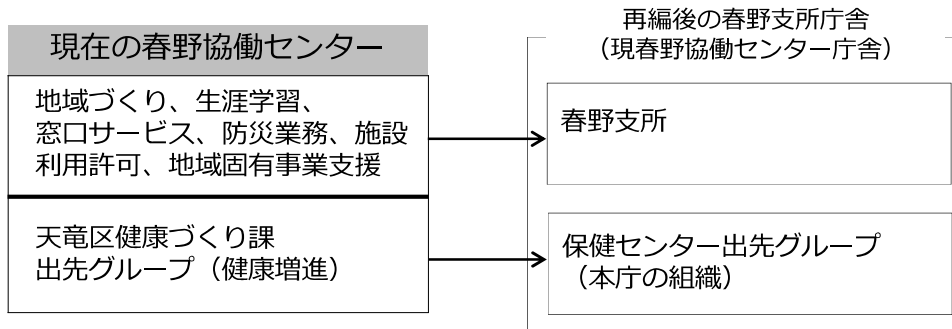 現在の春野協働センター
地域づくり、生涯学習、
窓口サービス、防災業務、施設
利用許可、地域固有事業支援
天竜区健康づくり課
出先グループ（健康増進）
再編後の春野支所庁舎
（現春野協働センター庁舎）
春野支所
保健センター出先グループ
（本庁の組織）